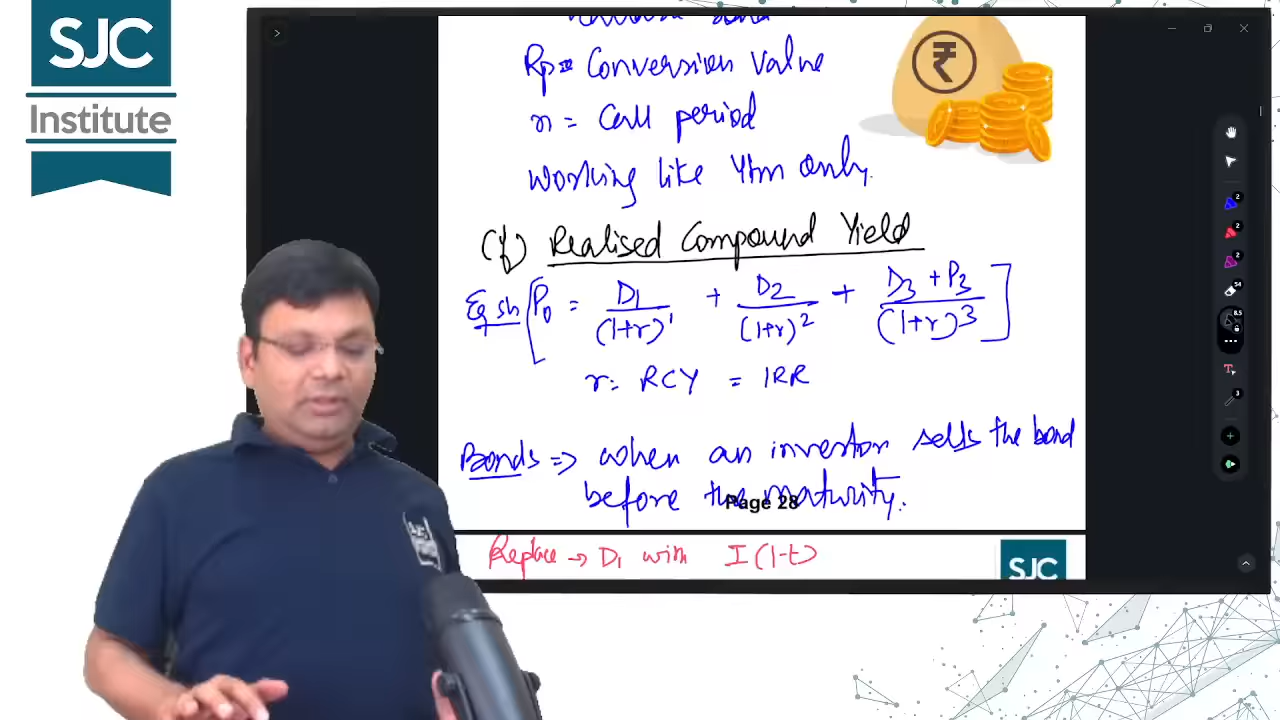 SJC
Institute
Rp = Conversion value
n = Call period
working like Ytm only.
(f) Realised Compound Yield
Eq sh [P0 = D1/(1+r)^1 + D2/(1+r)^2 + D3 + P3/(1+r)^3]
r = RCY = IRR
Bonds => when an investor sells the bond
before the maturity.
Page 28
Replace → D1 with I(1-t)
SJC